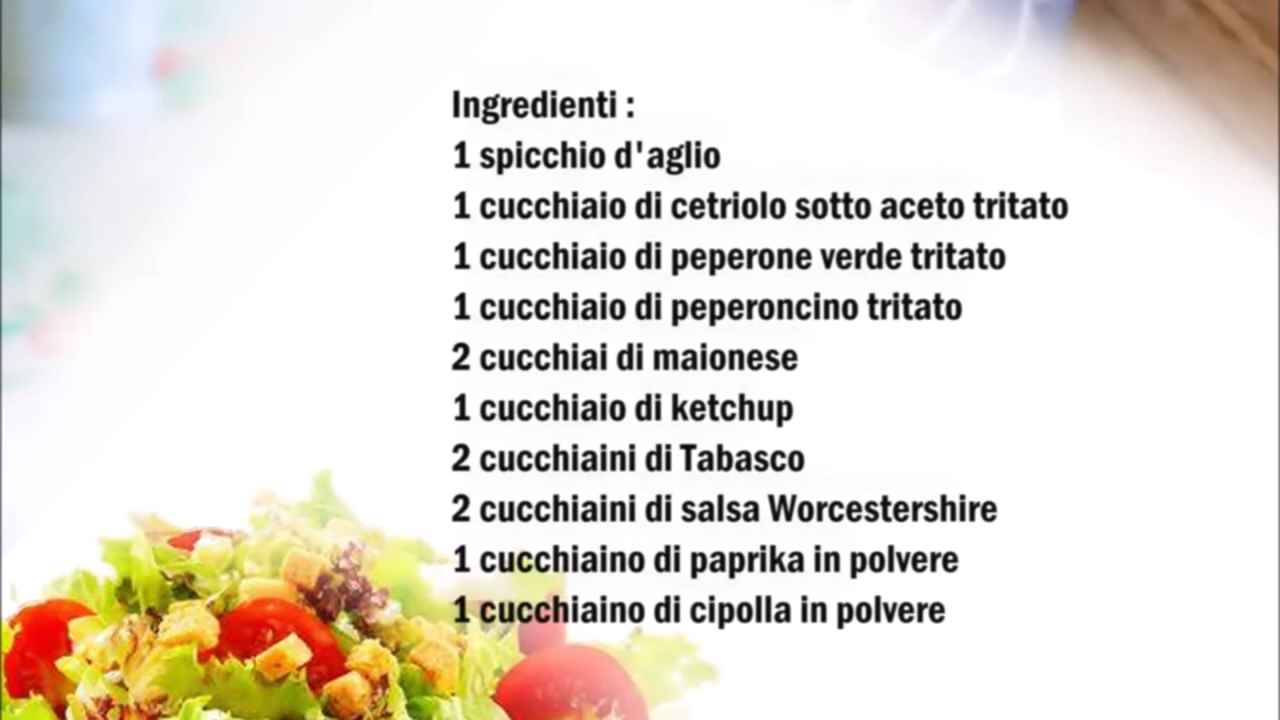 Ingredienti :
1 spicchio d'aglio
1 cucchiaio di cetriolo sotto aceto tritato
1 cucchiaio di peperone verde tritato
1 cucchiaio di peperoncino tritato
2 cucchiai di maionese
1 cucchiaio di ketchup
2 cucchiaini di Tabasco
2 cucchiaini di salsa Worcestershire
1 cucchiaino di paprika in polvere
1 cucchiaino di cipolla in polvere